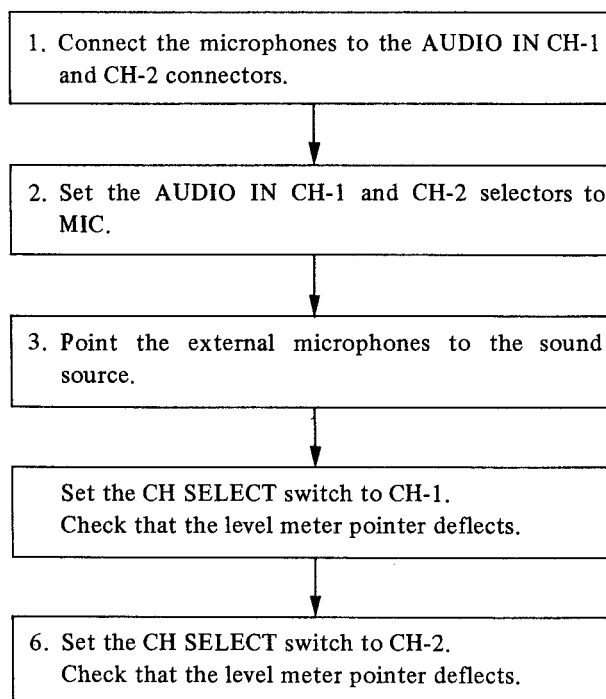 1. Connect the microphones to the AUDIO IN CH-1
and CH-2 connectors.
2. Set the AUDIO IN CH-1 and CH-2 selectors to
MIC.
3. Point the external microphones to the sound
source.
Set the CH SELECT switch to CH-1.
Check that the level meter pointer deflects.
6. Set the CH SELECT switch to CH-2.
Check that the level meter pointer deflects.